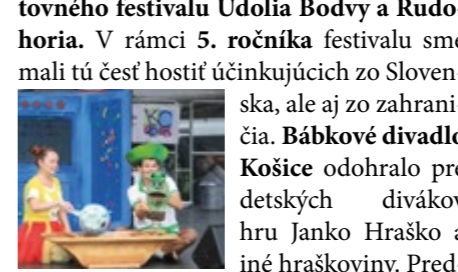 tovného festivalu Údolia Bodvy a Rudo-
horia. V rámci 5. ročníka festivalu sme
mali tú česť hostiť účinkujúcich zo Sloven-
ska, ale aj zo zahrani-
čia. Bábkové divadlo
Košice odohralo pre
detských divákov
hru Janko Hraško a
iné hraškoviny. Pred-